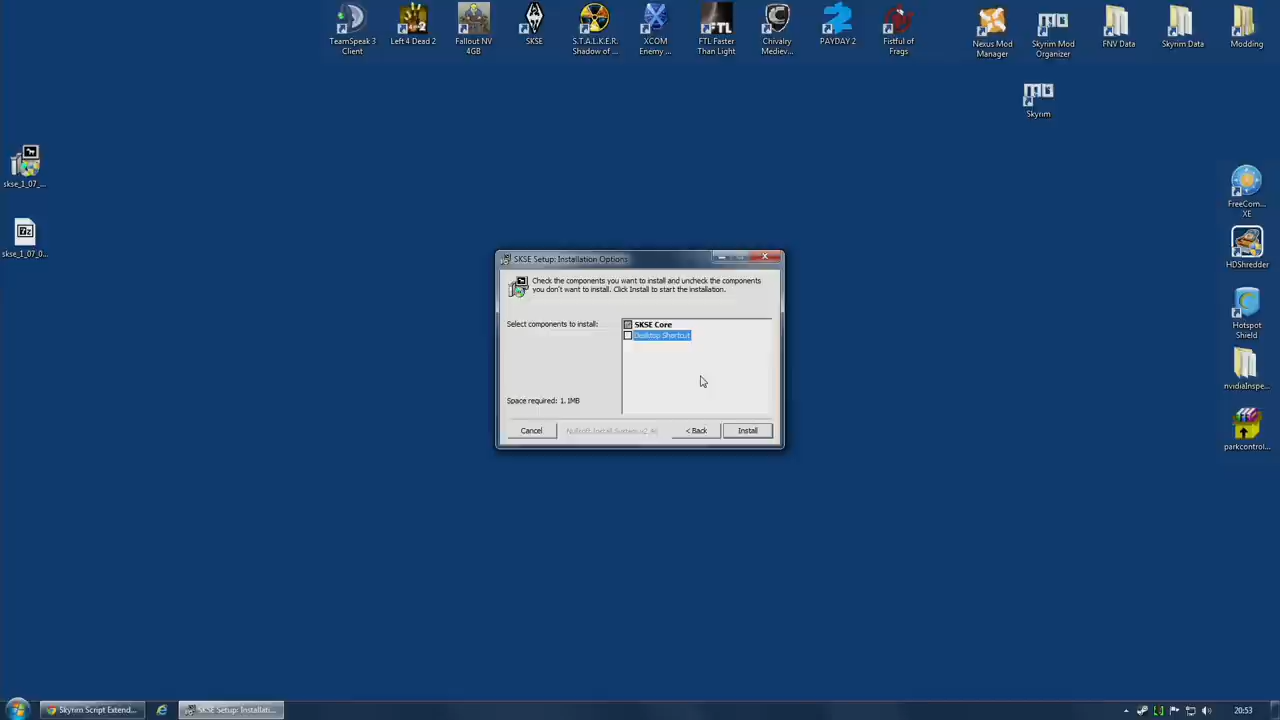 TeamSpeak 3
Client
Left 4 Dead 2
Fallout NV
4GB
SKSE
S.T.A.L.K.E.R.
Shadow of ...
XCOM
Enemy ...
FTL Faster
Than Light
Chivalry
Mediev...
PAYDAY 2
Fistful of
Frags
Nexus Mod
Manager
Skyrim Mod
Organizer
FNV Data
Skyrim Data
Modding
Skyrim
skse_1_07_...
skse_1_07_0...
FreeCom...
XE
HDShredder
Hotspot
Shield
nvidiaInspe...
parkcontrol...
SKSE Setup: Installation Options
Check the components you want to install and uncheck the components
you don't want to install. Click Install to start the installation.
Select components to install:
SKSE Core
Desktop Shortcut
Space required: 1.1MB
Cancel
Nullsoft Install System v2.46
< Back
Install
Skyrim Script Extend...
SKSE Setup: Installati...
20:53